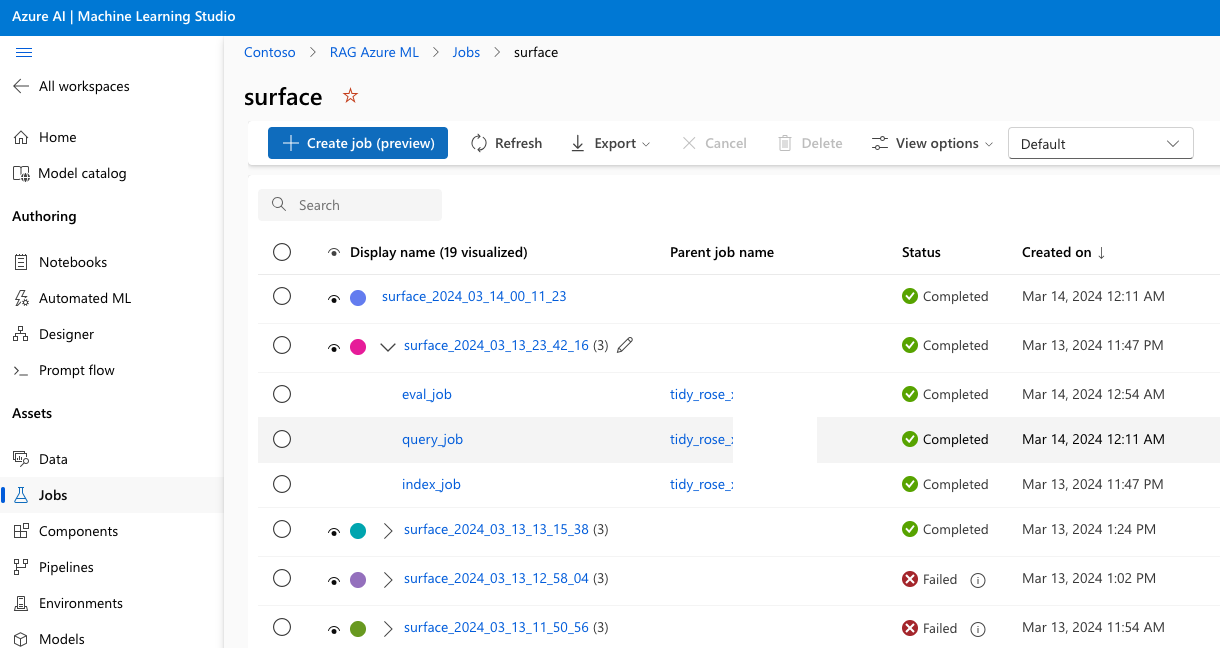 Azure AI | Machine Learning Studio
Contoso > RAG Azure ML > Jobs > surface
All workspaces
Home
Model catalog
Authoring
Notebooks
Automated ML
Designer
Prompt flow
Assets
Data
Jobs
Components
Pipelines
Environments
Models
surface
Create job (preview) Refresh Export Cancel Delete View options Default
Search
Display name (19 visualized) Parent job name Status Created on ↓
surface_2024_03_14_00_11_23 Completed Mar 14, 2024 12:11 AM
surface_2024_03_13_23_42_16 (3) Completed Mar 13, 2024 11:47 PM
eval_job tidy_rose_ Completed Mar 14, 2024 12:54 AM
query_job tidy_rose_ Completed Mar 14, 2024 12:11 AM
index_job tidy_rose_ Completed Mar 13, 2024 11:47 PM
surface_2024_03_13_13_15_38 (3) Completed Mar 13, 2024 1:24 PM
surface_2024_03_13_12_58_04 (3) Failed Mar 13, 2024 1:02 PM
surface_2024_03_13_11_50_56 (3) Failed Mar 13, 2024 11:54 AM